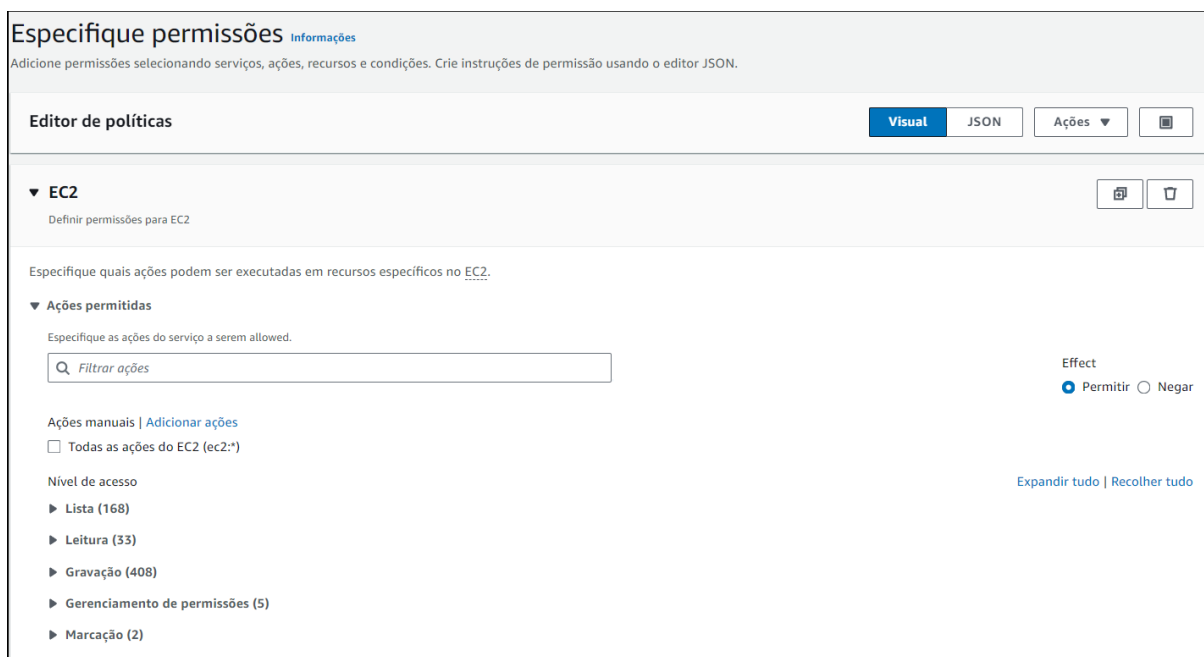 Especifique permissões Informações
Adicione permissões selecionando serviços, ações, recursos e condições. Crie instruções de permissão usando o editor JSON.
Editor de políticas
Visual JSON Ações
EC2
Definir permissões para EC2
Especifique quais ações podem ser executadas em recursos específicos no EC2.
Ações permitidas
Especifique as ações do serviço a serem allowed.
Filtrar ações
Effect
Permitir Negar
Ações manuais | Adicionar ações
Todas as ações do EC2 (ec2:*)
Nível de acesso
Expandir tudo | Recolher tudo
Lista (168)
Leitura (33)
Gravação (408)
Gerenciamento de permissões (5)
Marcação (2)